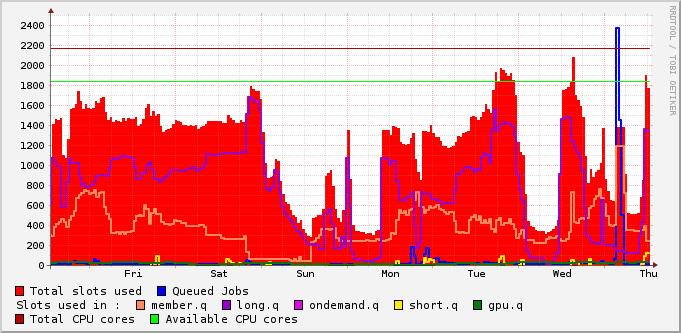 2400
2200
2000
1800
1600
1400
1200
1000
800
600
400
200
0
Fri Sat Sun Mon Tue Wed Thu
Total slots used Queued Jobs
Slots used in : member.q long.q ondemand.q short.q gpu.q
Total CPU cores Available CPU cores
RRDTOOL / TOBI OETIKER